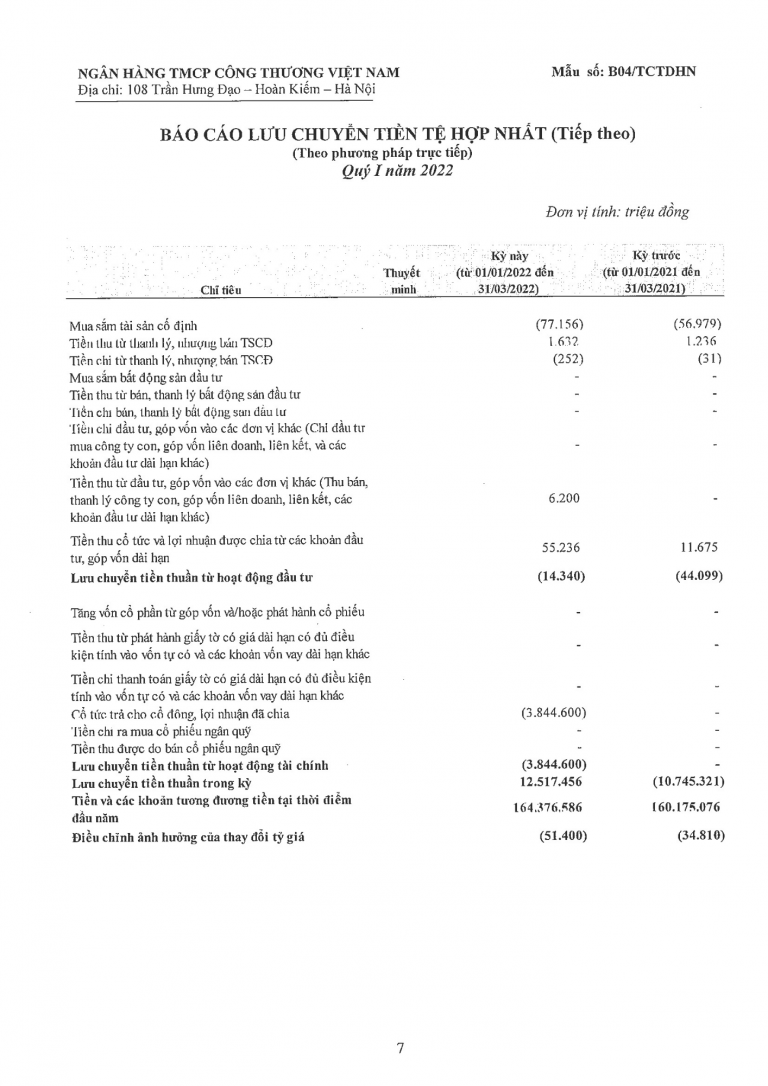 NGÂN HÀNG TMCP CÔNG THƯƠNG VIỆT NAM
Mẫu số: B04/TCTDHN
Địa chỉ: 108 Trần Hưng Đạo – Hoàn Kiếm – Hà Nội
BÁO CÁO LƯU CHUYỂN TIỀN TỆ HỢP NHẤT (Tiếp theo)
(Theo phương pháp trực tiếp)
Quý I năm 2022
Đơn vị tính: triệu đồng
Chỉ tiêu
Thuyết
minh
Kỳ này
(từ 01/01/2022 đến
31/03/2022)
Kỳ trước
(từ 01/01/2021 đến
31/03/2021)
Mua sắm tài sản cố định (77.156) (56.979)
Tiền thu từ thanh lý, nhượng bán TSCĐ 1.632 1.236
Tiền chi từ thanh lý, nhượng bán TSCĐ (252) (31)
Mua sắm bất động sản đầu tư - -
Tiền thu từ bán, thanh lý bất động sản đầu tư - -
Tiền chi bán, thanh lý bất động sản đầu tư - -
Tiền chi đầu tư, góp vốn vào các đơn vị khác (Chi đầu tư
mua công ty con, góp vốn liên doanh, liên kết, và các - -
khoản đầu tư dài hạn khác)
Tiền thu từ đầu tư, góp vốn vào các đơn vị khác (Thu bán,
thanh lý công ty con, góp vốn liên doanh, liên kết, các 6.200 -
khoản đầu tư dài hạn khác)
Tiền thu cổ tức và lợi nhuận được chia từ các khoản đầu
tư, góp vốn dài hạn 55.236 11.675
Lưu chuyển tiền thuần từ hoạt động đầu tư (14.340) (44.099)
Tăng vốn cổ phần từ góp vốn và/hoặc phát hành cổ phiếu - -
Tiền thu từ phát hành giấy tờ có giá dài hạn có đủ điều
kiện tính vào vốn tự có và các khoản vốn vay dài hạn khác - -
Tiền chi thanh toán giấy tờ có giá dài hạn có đủ điều kiện
tính vào vốn tự có và các khoản vốn vay dài hạn khác - -
Cổ tức trả cho cổ đông, lợi nhuận đã chia (3.844.600) -
Tiền chi ra mua cổ phiếu ngân quỹ - -
Tiền thu được do bán cổ phiếu ngân quỹ - -
Lưu chuyển tiền thuần từ hoạt động tài chính (3.844.600) -
Lưu chuyển tiền thuần trong kỳ 12.517.456 (10.745.321)
Tiền và các khoản tương đương tiền tại thời điểm
đầu năm 164.376.586 160.175.076
Điều chỉnh ảnh hưởng của thay đổi tỷ giá (51.400) (34.810)
7